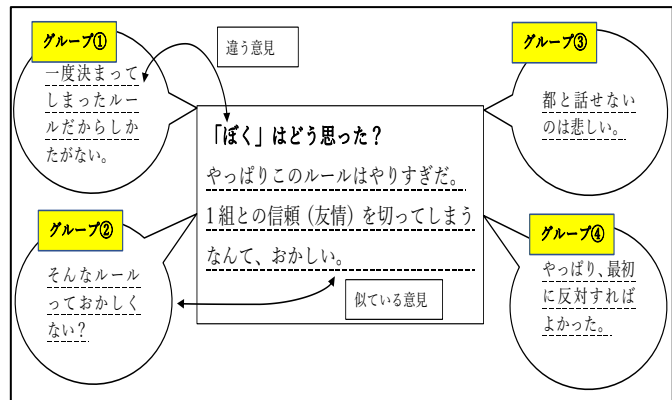 グループ①
一度決まって
しまったルー
ルだからしか
たがない。
違う意見
グループ③
都と話せない
のは悲しい。
「ぼく」はどう思った？
やっぱりこのルールはやりすぎだ。
1組との信頼（友情）を切ってしまう
なんて、おかしい。
グループ②
そんなルール
っておかしく
ない？
似ている意見
グループ④
やっぱり、最初
に反対すれば
よかった。